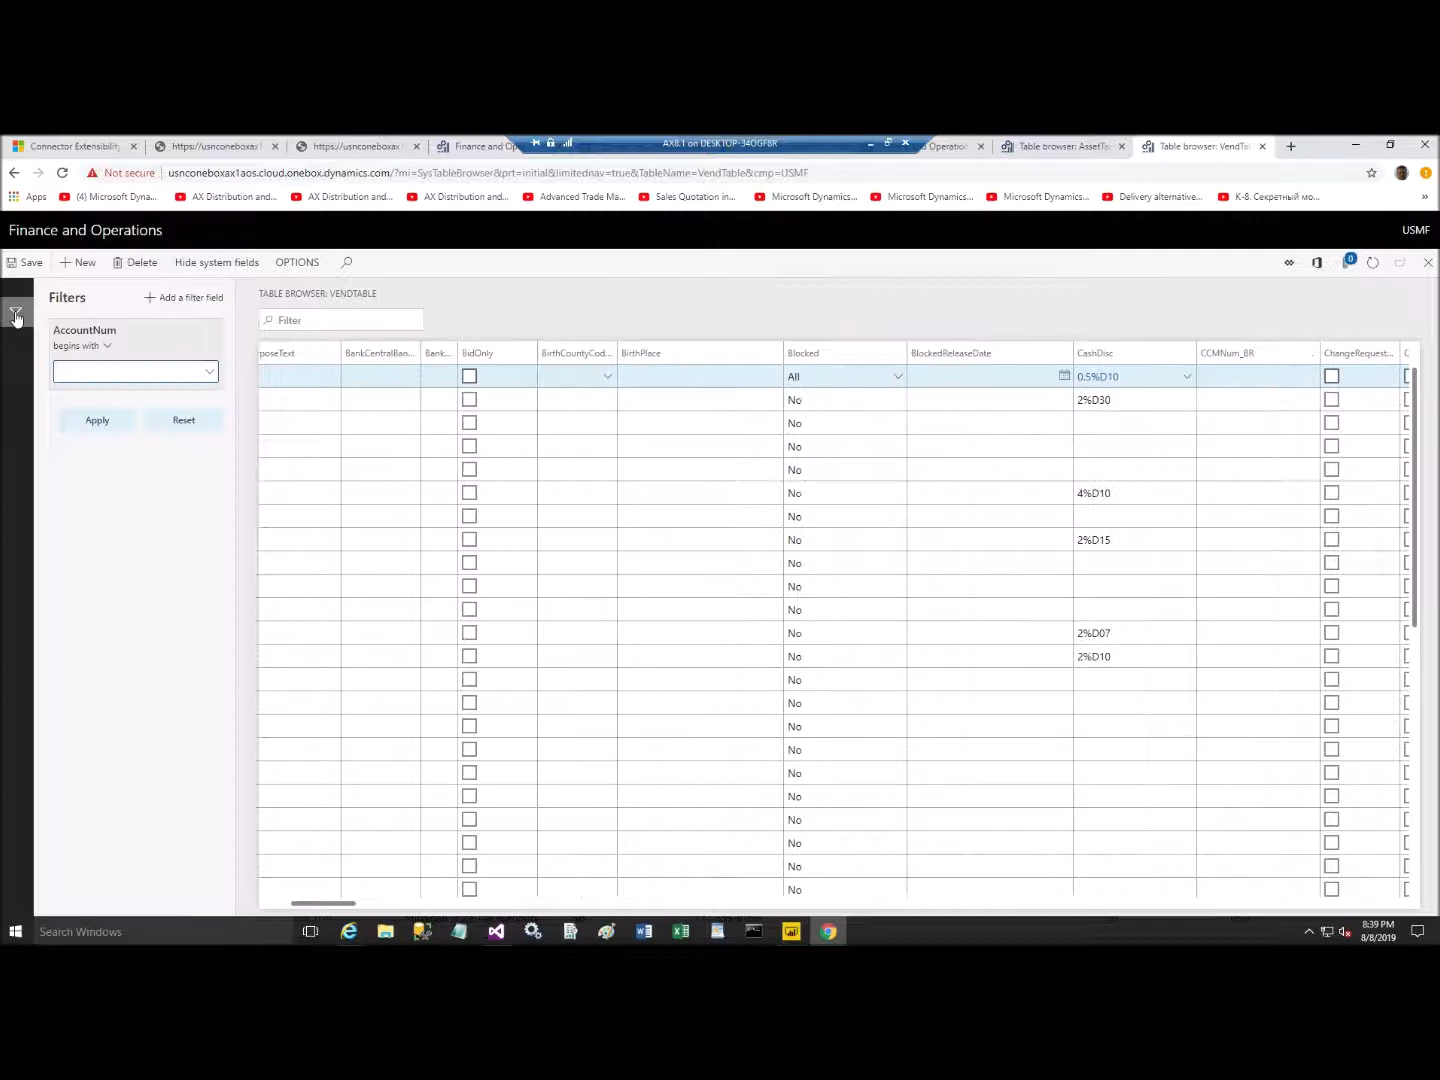 Connector Extensibility
https://usnconeboxax1
https://usnconeboxax1
Finance and Op
AX8.1 on DESKTOP-34OGF8R
d Operation
Table browser: AssetTa
Table browser: VendTa
Not secure
usnconeboxax1aos.cloud.onebox.dynamics.com/?mi=SysTableBrowser&prt=initial&limitednav=true&TableName=VendTable&cmp=USMF
Apps
(4) Microsoft Dyna...
AX Distribution and...
AX Distribution and...
AX Distribution and...
Advanced Trade Ma...
Sales Quotation in...
Microsoft Dynamics...
Microsoft Dynamics...
Microsoft Dynamics...
Delivery alternative...
К-8. Секретный мо...
»
Finance and Operations
USMF
Save
New
Delete
Hide system fields
OPTIONS
0
Filters
Add a filter field
AccountNum
begins with
Apply
Reset
TABLE BROWSER: VENDTABLE
Filter
poseText
BankCentralBan...
Bank...
BidOnly
BirthCountyCod...
BirthPlace
Blocked
BlockedReleaseDate
CashDisc
CCMNum_BR
ChangeRequest...
All
0.5%D10
No
2%D30
No
No
No
No
4%D10
No
No
2%D15
No
No
No
No
2%D07
No
2%D10
No
No
No
No
No
No
No
No
No
No
Search Windows
8:39 PM
8/8/2019